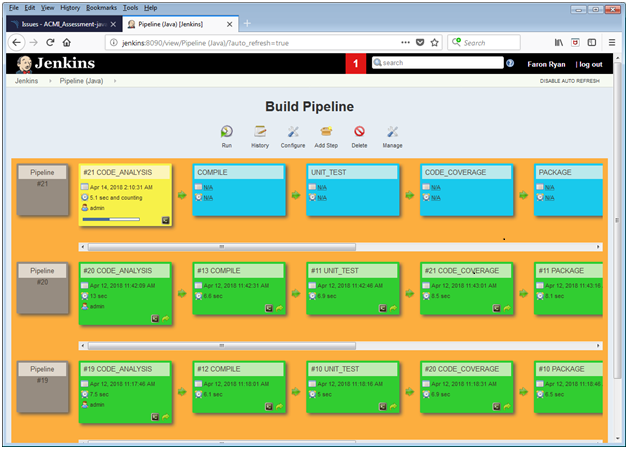 File Edit View History Bookmarks Tools Help
Issues - ACMI_Assessment-java
Pipeline (Java) [Jenkins]
jenkins:8090/view/Pipeline (Java)/?auto_refresh=true
Search
Jenkins
1
search
Faron Ryan | log out
Jenkins Pipeline (Java)
DISABLE AUTO REFRESH
Build Pipeline
Run History Configure Add Step Delete Manage
Pipeline
#21
#21 CODE_ANALYSIS
Apr 14, 2018 2:10:31 AM
5.1 sec and counting
admin
COMPILE
N/A
N/A
UNIT_TEST
N/A
N/A
CODE_COVERAGE
N/A
N/A
PACKAGE
N/A
N/A
Pipeline
#20
#20 CODE_ANALYSIS
Apr 12, 2018 11:42:09 AM
13 sec
admin
#13 COMPILE
Apr 12, 2018 11:42:31 AM
6.6 sec
#11 UNIT_TEST
Apr 12, 2018 11:42:46 AM
6.9 sec
#21 CODE_COVERAGE
Apr 12, 2018 11:43:01 AM
8.5 sec
#11 PACKAGE
Apr 12, 2018 11:43:16
8.1 sec
Pipeline
#19
#19 CODE_ANALYSIS
Apr 12, 2018 11:17:46 AM
7.5 sec
admin
#12 COMPILE
Apr 12, 2018 11:18:01 AM
6.1 sec
#10 UNIT_TEST
Apr 12, 2018 11:18:16 AM
5 sec
#20 CODE_COVERAGE
Apr 12, 2018 11:18:31 AM
6.9 sec
#10 PACKAGE
Apr 12, 2018 11:18:46
6.5 sec